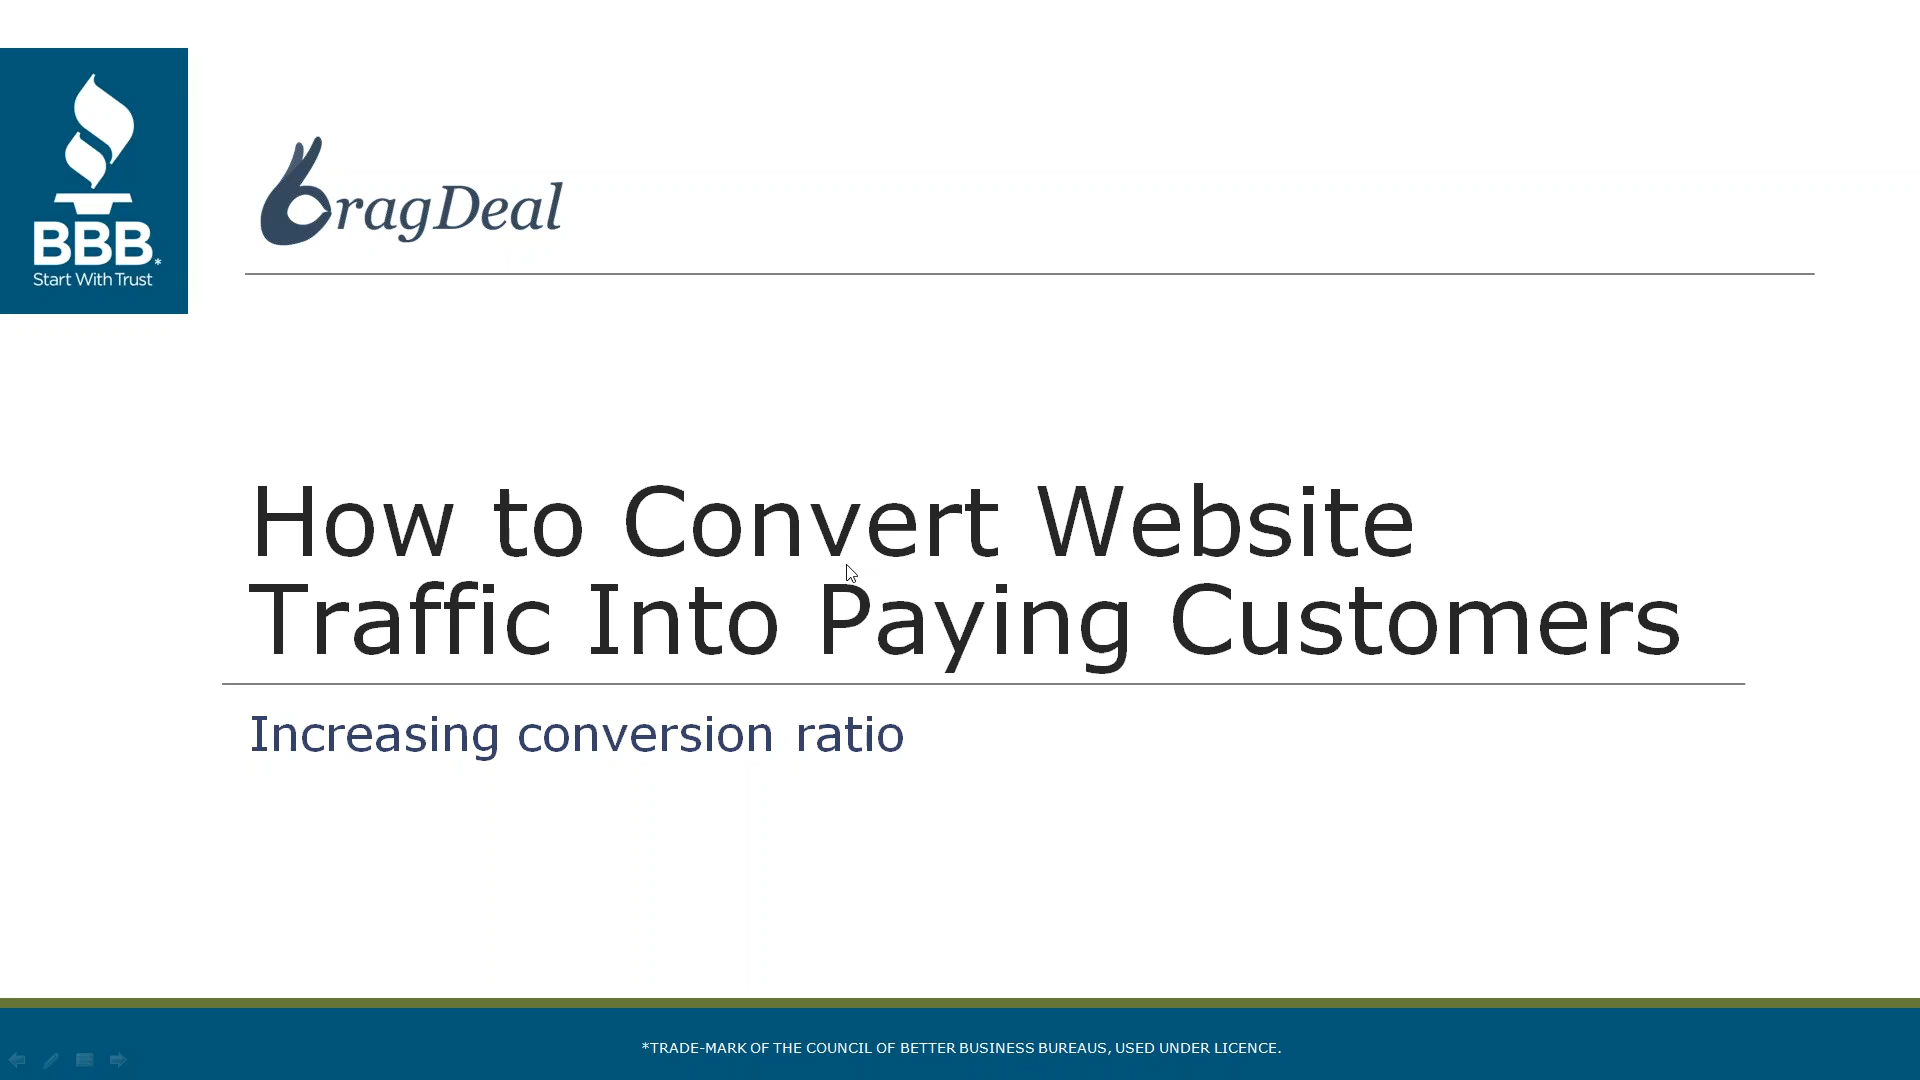 BBB.*
Start With Trust
bragDeal
How to Convert Website
Traffic Into Paying Customers
Increasing conversion ratio
*TRADE-MARK OF THE COUNCIL OF BETTER BUSINESS BUREAUS, USED UNDER LICENCE.